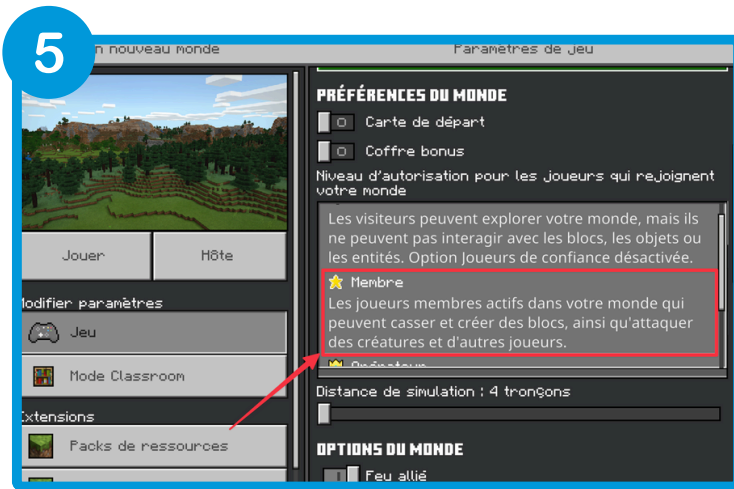 5
n nouveau monde
Paramètres de jeu
PRÉFÉRENCES DU MONDE
Carte de départ
Coffre bonus
Niveau d'autorisation pour les joueurs qui rejoignent
votre monde
Les visiteurs peuvent explorer votre monde, mais ils
ne peuvent pas interagir avec les blocs, les objets ou
les entités. Option Joueurs de confiance désactivée.
Membre
Les joueurs membres actifs dans votre monde qui
peuvent casser et créer des blocs, ainsi qu'attaquer
des créatures et d'autres joueurs.
Opérateur
Distance de simulation : 4 tronçons
OPTIONS DU MONDE
Feu allié
Jouer
Hôte
Modifier paramètres
Jeu
Mode Classroom
Extensions
Packs de ressources